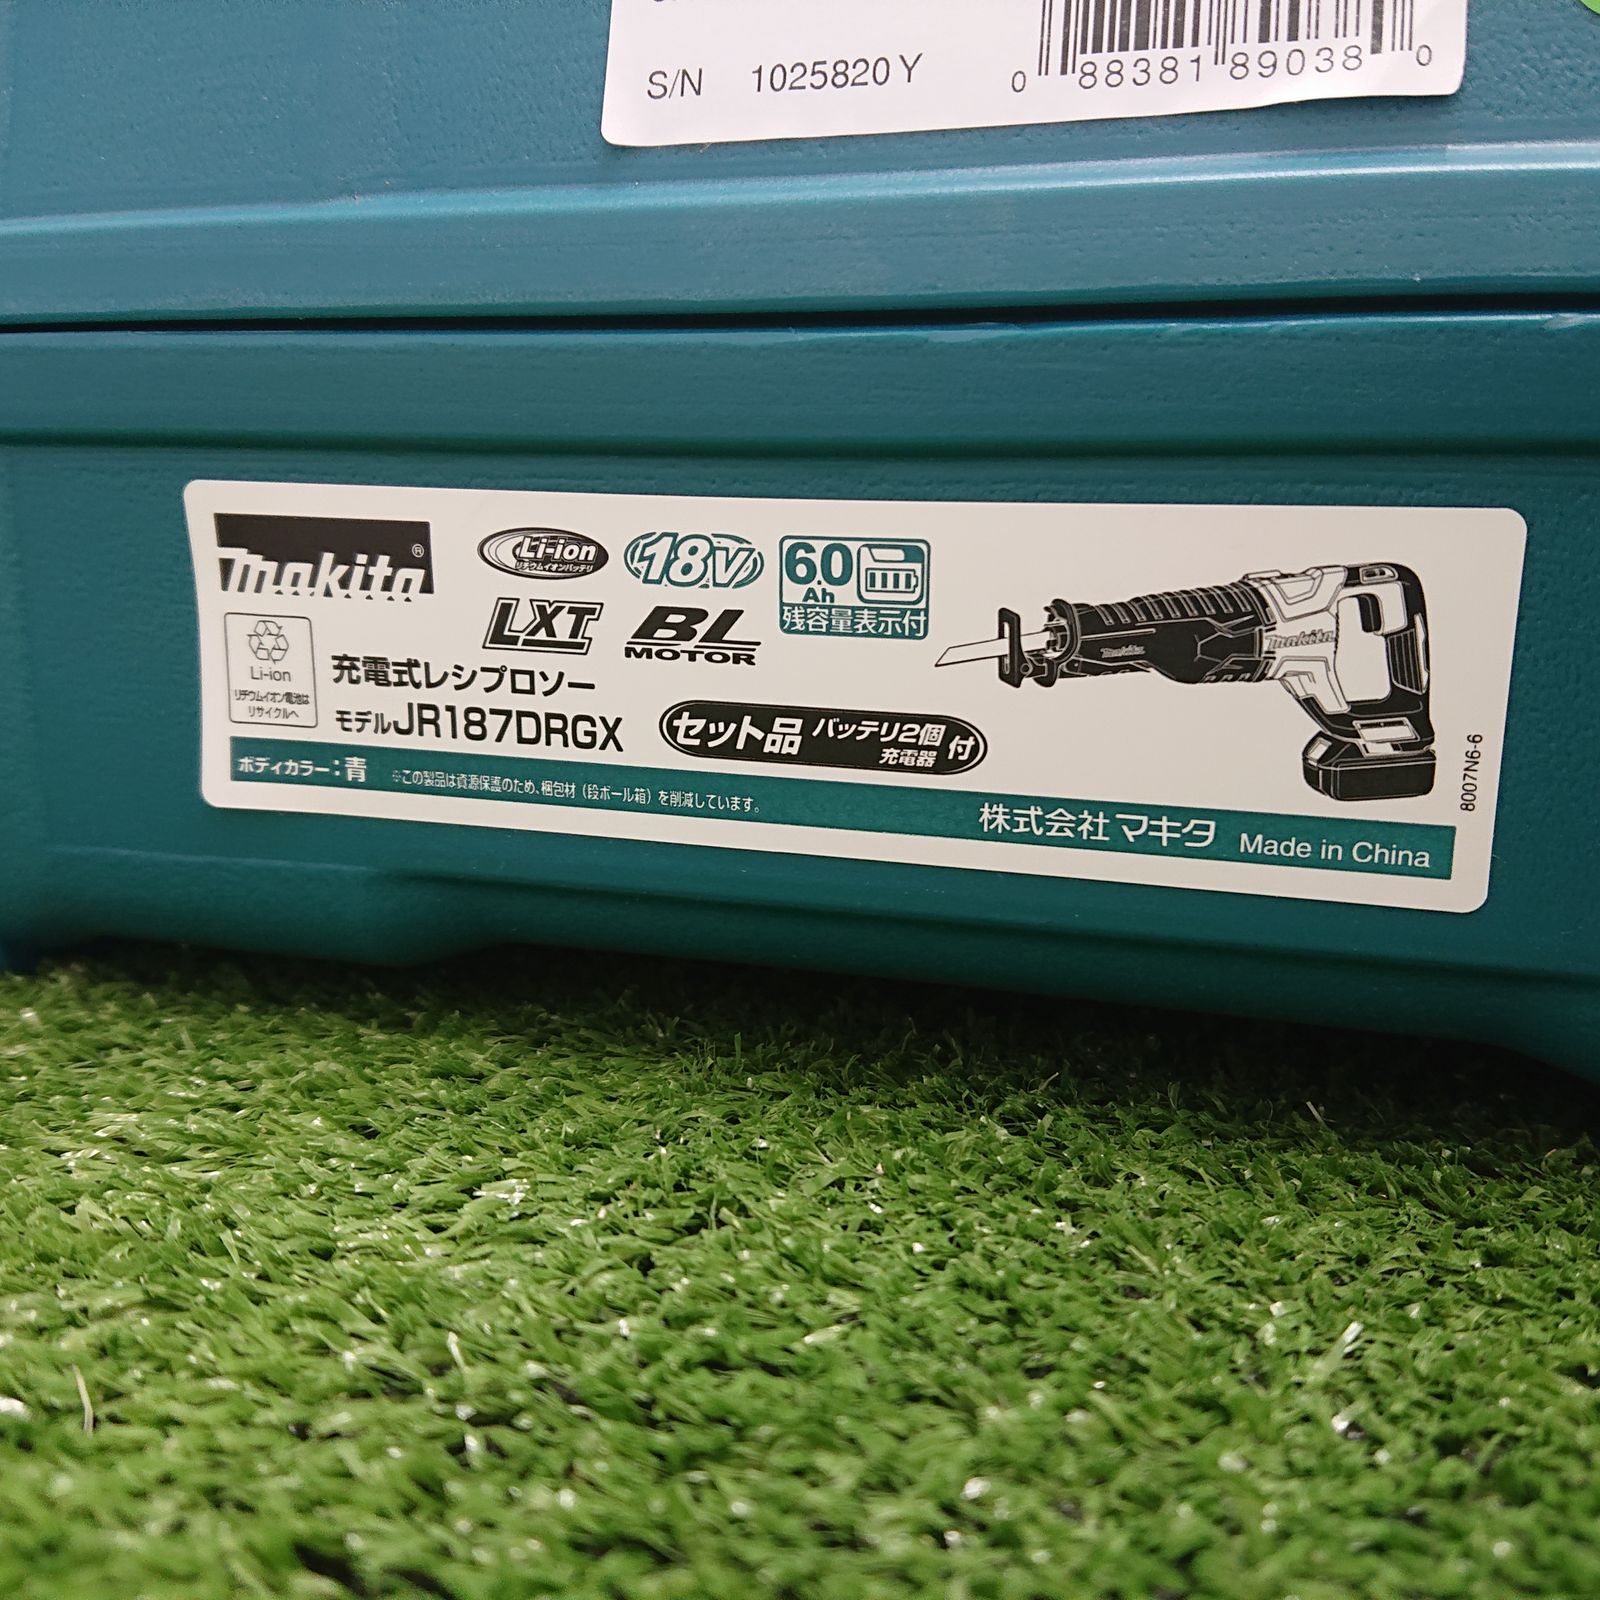 S/N 1025820 Y
0 88381 89038 0
makita®
Li-ion
リチウムイオンバッテリ
18V
6.0
Ah
残容量表示付
LXT
BL
MOTOR
Li-ion
リチウムイオン電池は
リサイクルへ
充電式レシプロソー
モデルJR187DRGX
セット品 バッテリ2個 付
充電器
makita
makita
ボディカラー:青 ※この製品は資源保護のため、梱包材(段ボール箱)を削減しています。
株式会社マキタ Made in China
8007N6-6